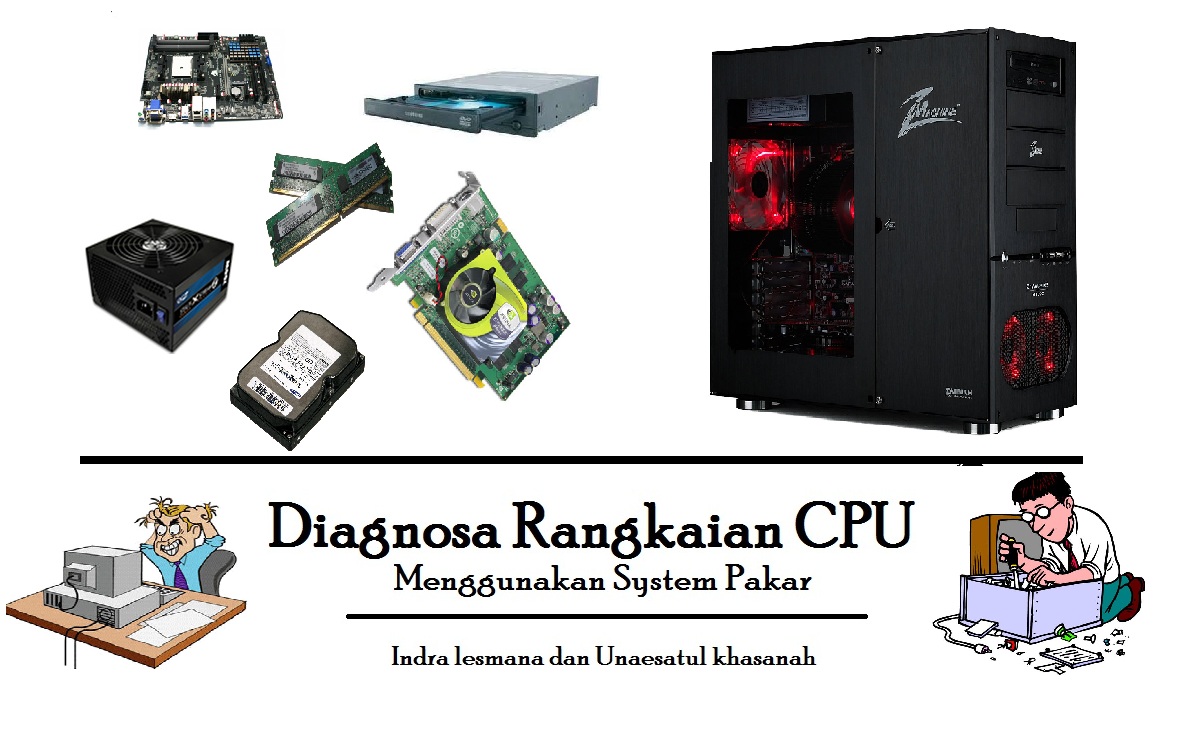 Diagnosa Rangkaian CPU
Menggunakan System Pakar
Indra lesmana dan Unaesatul khasanah